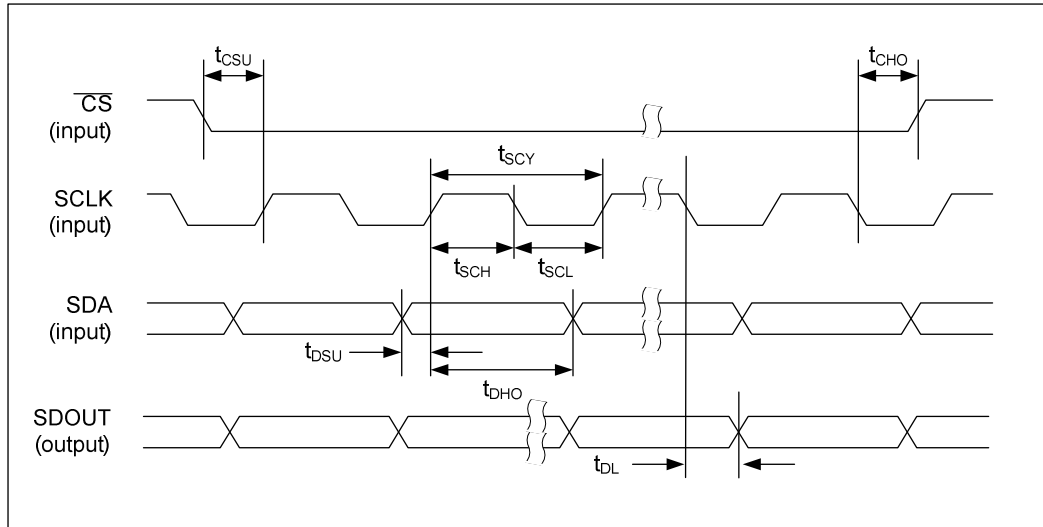 tCSU
tCHO
CS
(input)
tSCY
SCLK
(input)
tSCH
tSCL
SDA
(input)
tDSU
tDHO
SDOUT
(output)
tDL